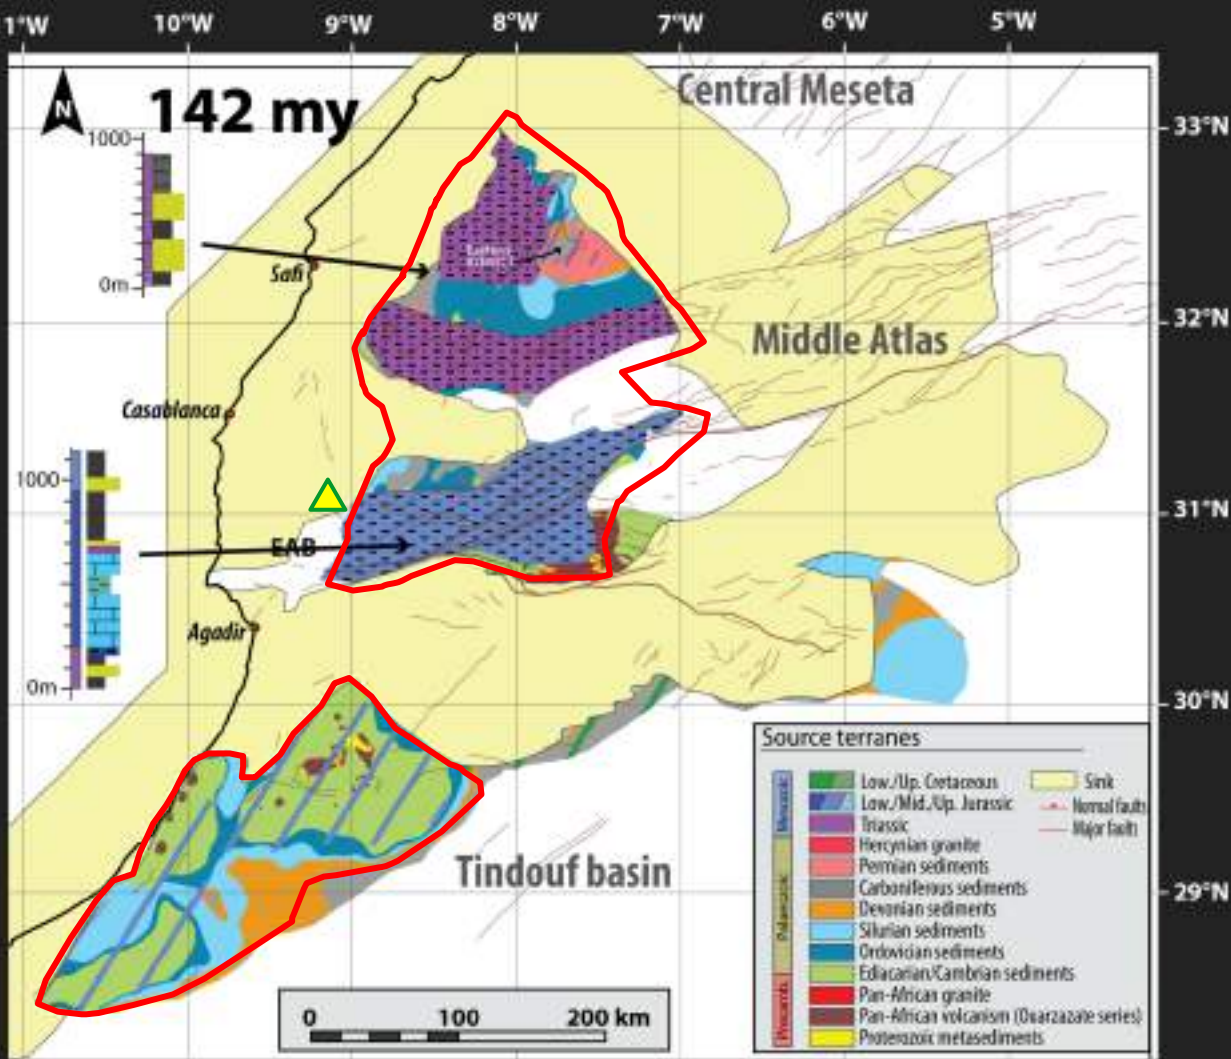 1°W 10°W 9°W 8°W 7°W 6°W 5°W
N
142 my
Central Meseta
1000
33°N
Safi
0m
32°N
Middle Atlas
Casablanca
1000
31°N
EAB
Agadir
0m
30°N
Source terranes
Tindouf basin
29°N
Mesozoic
Low./Up. Cretaceous
Low./Mid./Up. Jurassic
Triassic
Hercynian granite
Permian sediments
Carboniferous sediments
Devonian sediments
Silurian sediments
Ordovician sediments
Ediacarian/Cambrian sediments
Pan-African granite
Pan-African volcanism (Ouarzazate series)
Proterozoic metasediments
Sink
Normal faults
Major faults
Paleozoic
Precamb.
0 100 200 km